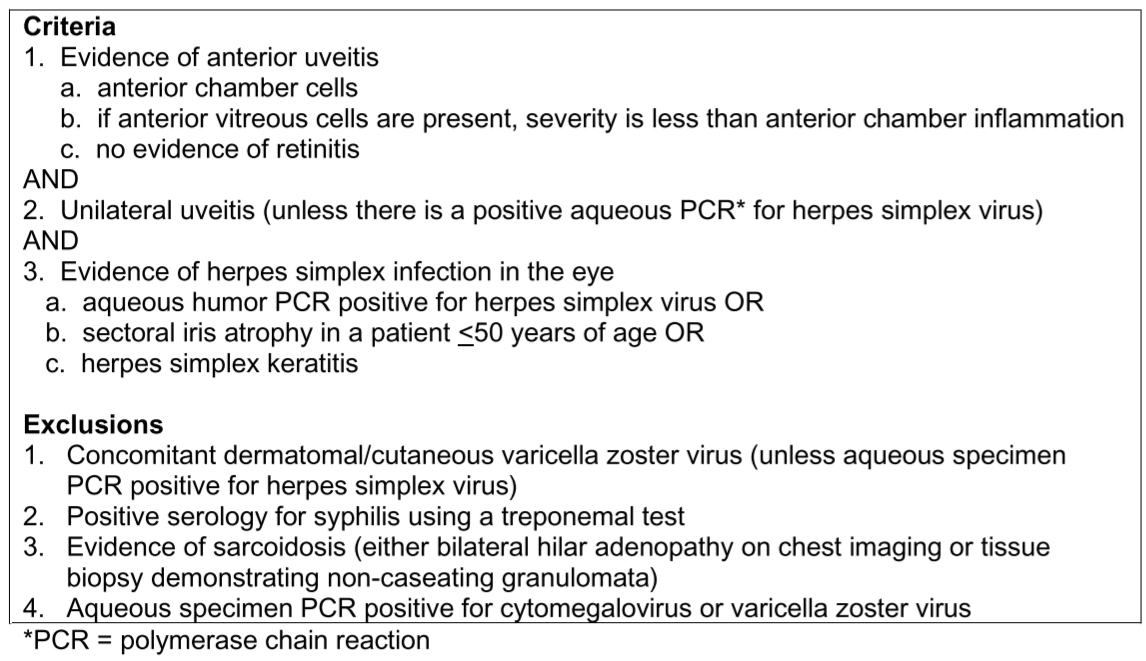 Criteria
1. Evidence of anterior uveitis
a. anterior chamber cells
b. if anterior vitreous cells are present, severity is less than anterior chamber inflammation
c. no evidence of retinitis
AND
2. Unilateral uveitis (unless there is a positive aqueous PCR* for herpes simplex virus)
AND
3. Evidence of herpes simplex infection in the eye
a. aqueous humor PCR positive for herpes simplex virus OR
b. sectoral iris atrophy in a patient ≤50 years of age OR
c. herpes simplex keratitis
Exclusions
1. Concomitant dermatomal/cutaneous varicella zoster virus (unless aqueous specimen
PCR positive for herpes simplex virus)
2. Positive serology for syphilis using a treponemal test
3. Evidence of sarcoidosis (either bilateral hilar adenopathy on chest imaging or tissue
biopsy demonstrating non-caseating granulomata)
4. Aqueous specimen PCR positive for cytomegalovirus or varicella zoster virus
*PCR = polymerase chain reaction